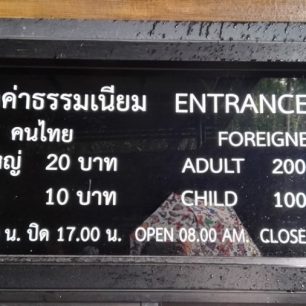 ค่าธรรมเนียม ENTRANCE
คนไทย FOREIGNE
ญ่ 20 บาท ADULT 200
10 บาท CHILD 100
น. ปิด 17.00 น. OPEN 08.00 AM. CLOSE